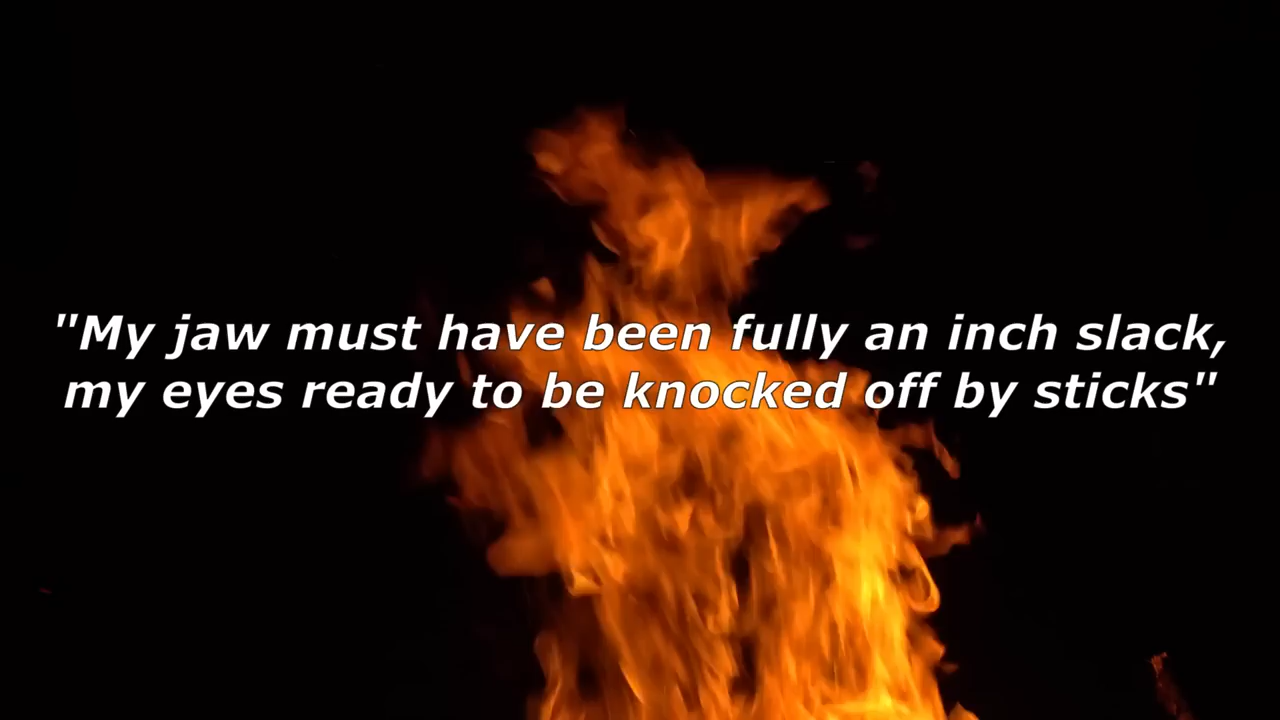 "My jaw must have been fully an inch slack,
my eyes ready to be knocked off by sticks"